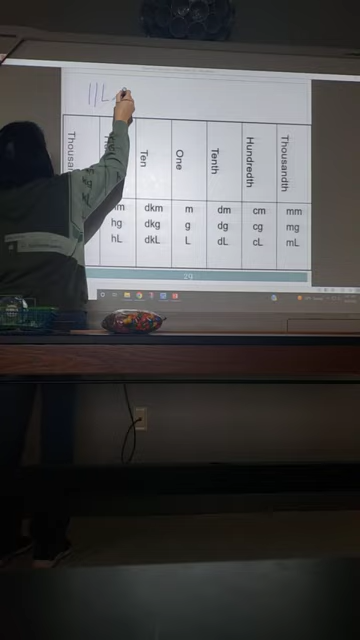 11L
Thousa
Ten
One
Tenth
Hundredth
Thousandth
m dkm m dm cm mm
hg dkg g dg cg mg
hL dkL L dL cL mL
29